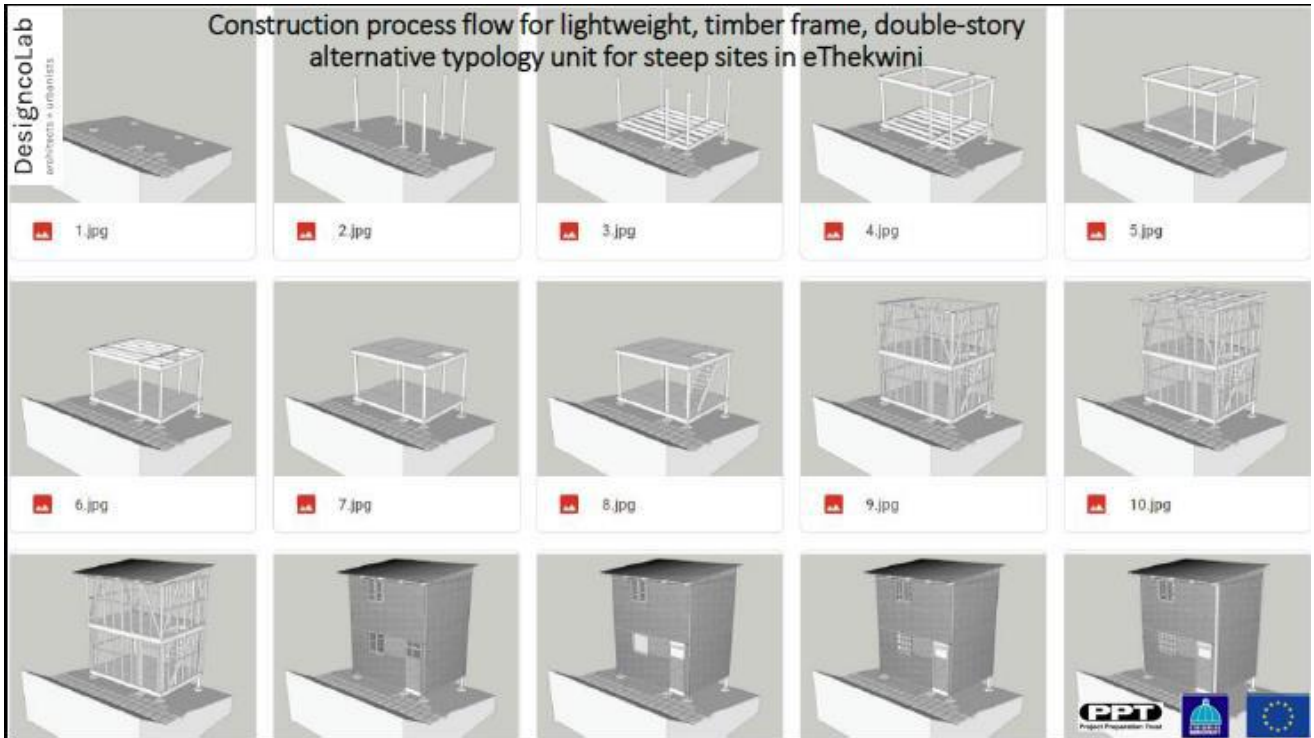 Construction process flow for lightweight, timber frame, double-story
alternative typology unit for steep sites in eThekwini
DesigncoLab
architects + urbanists
1.jpg
2.jpg
3.jpg
4.jpg
5.jpg
6.jpg
7.jpg
8.jpg
9.jpg
10.jpg
PPT
Project Preparation Trust